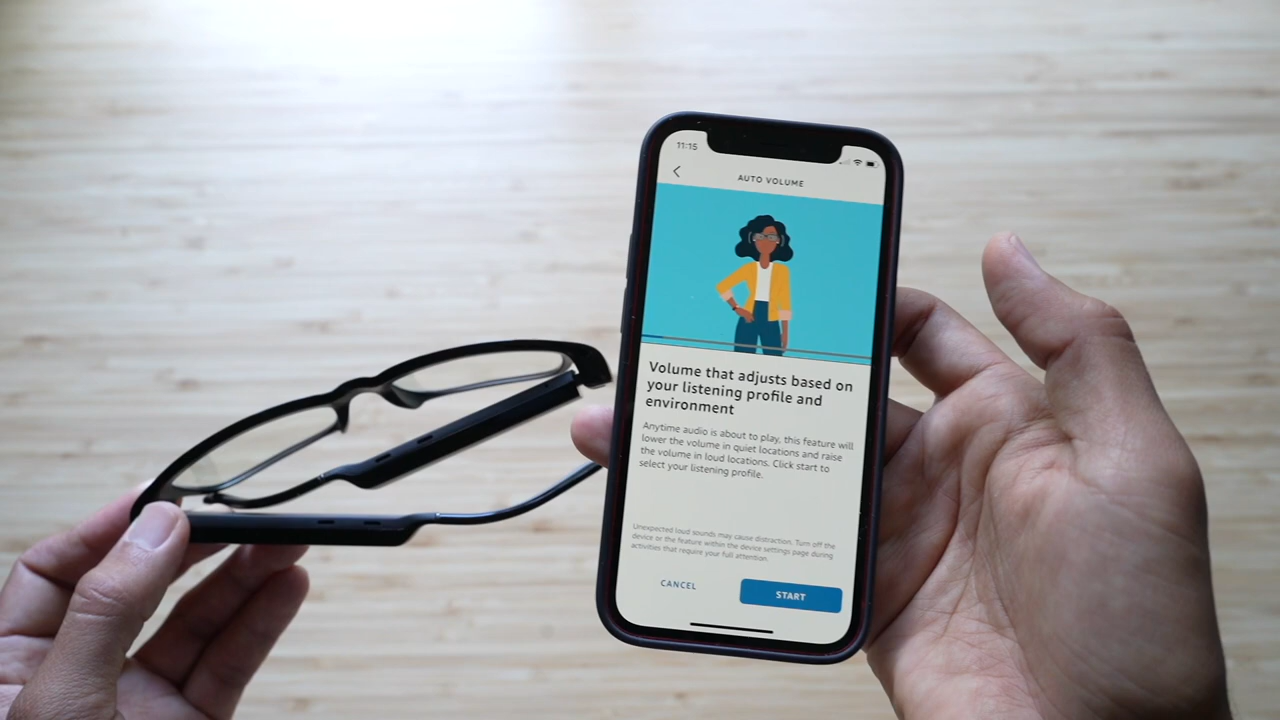 11:15
AUTO VOLUME
Volume that adjusts based on
your listening profile and
environment
Anytime audio is about to play, this feature will
lower the volume in quiet locations and raise
the volume in loud locations. Click start to
select your listening profile.
Unexpected loud sounds may cause distraction. Turn off the
device or the feature within the device settings page during
activities that require your full attention.
CANCEL
START